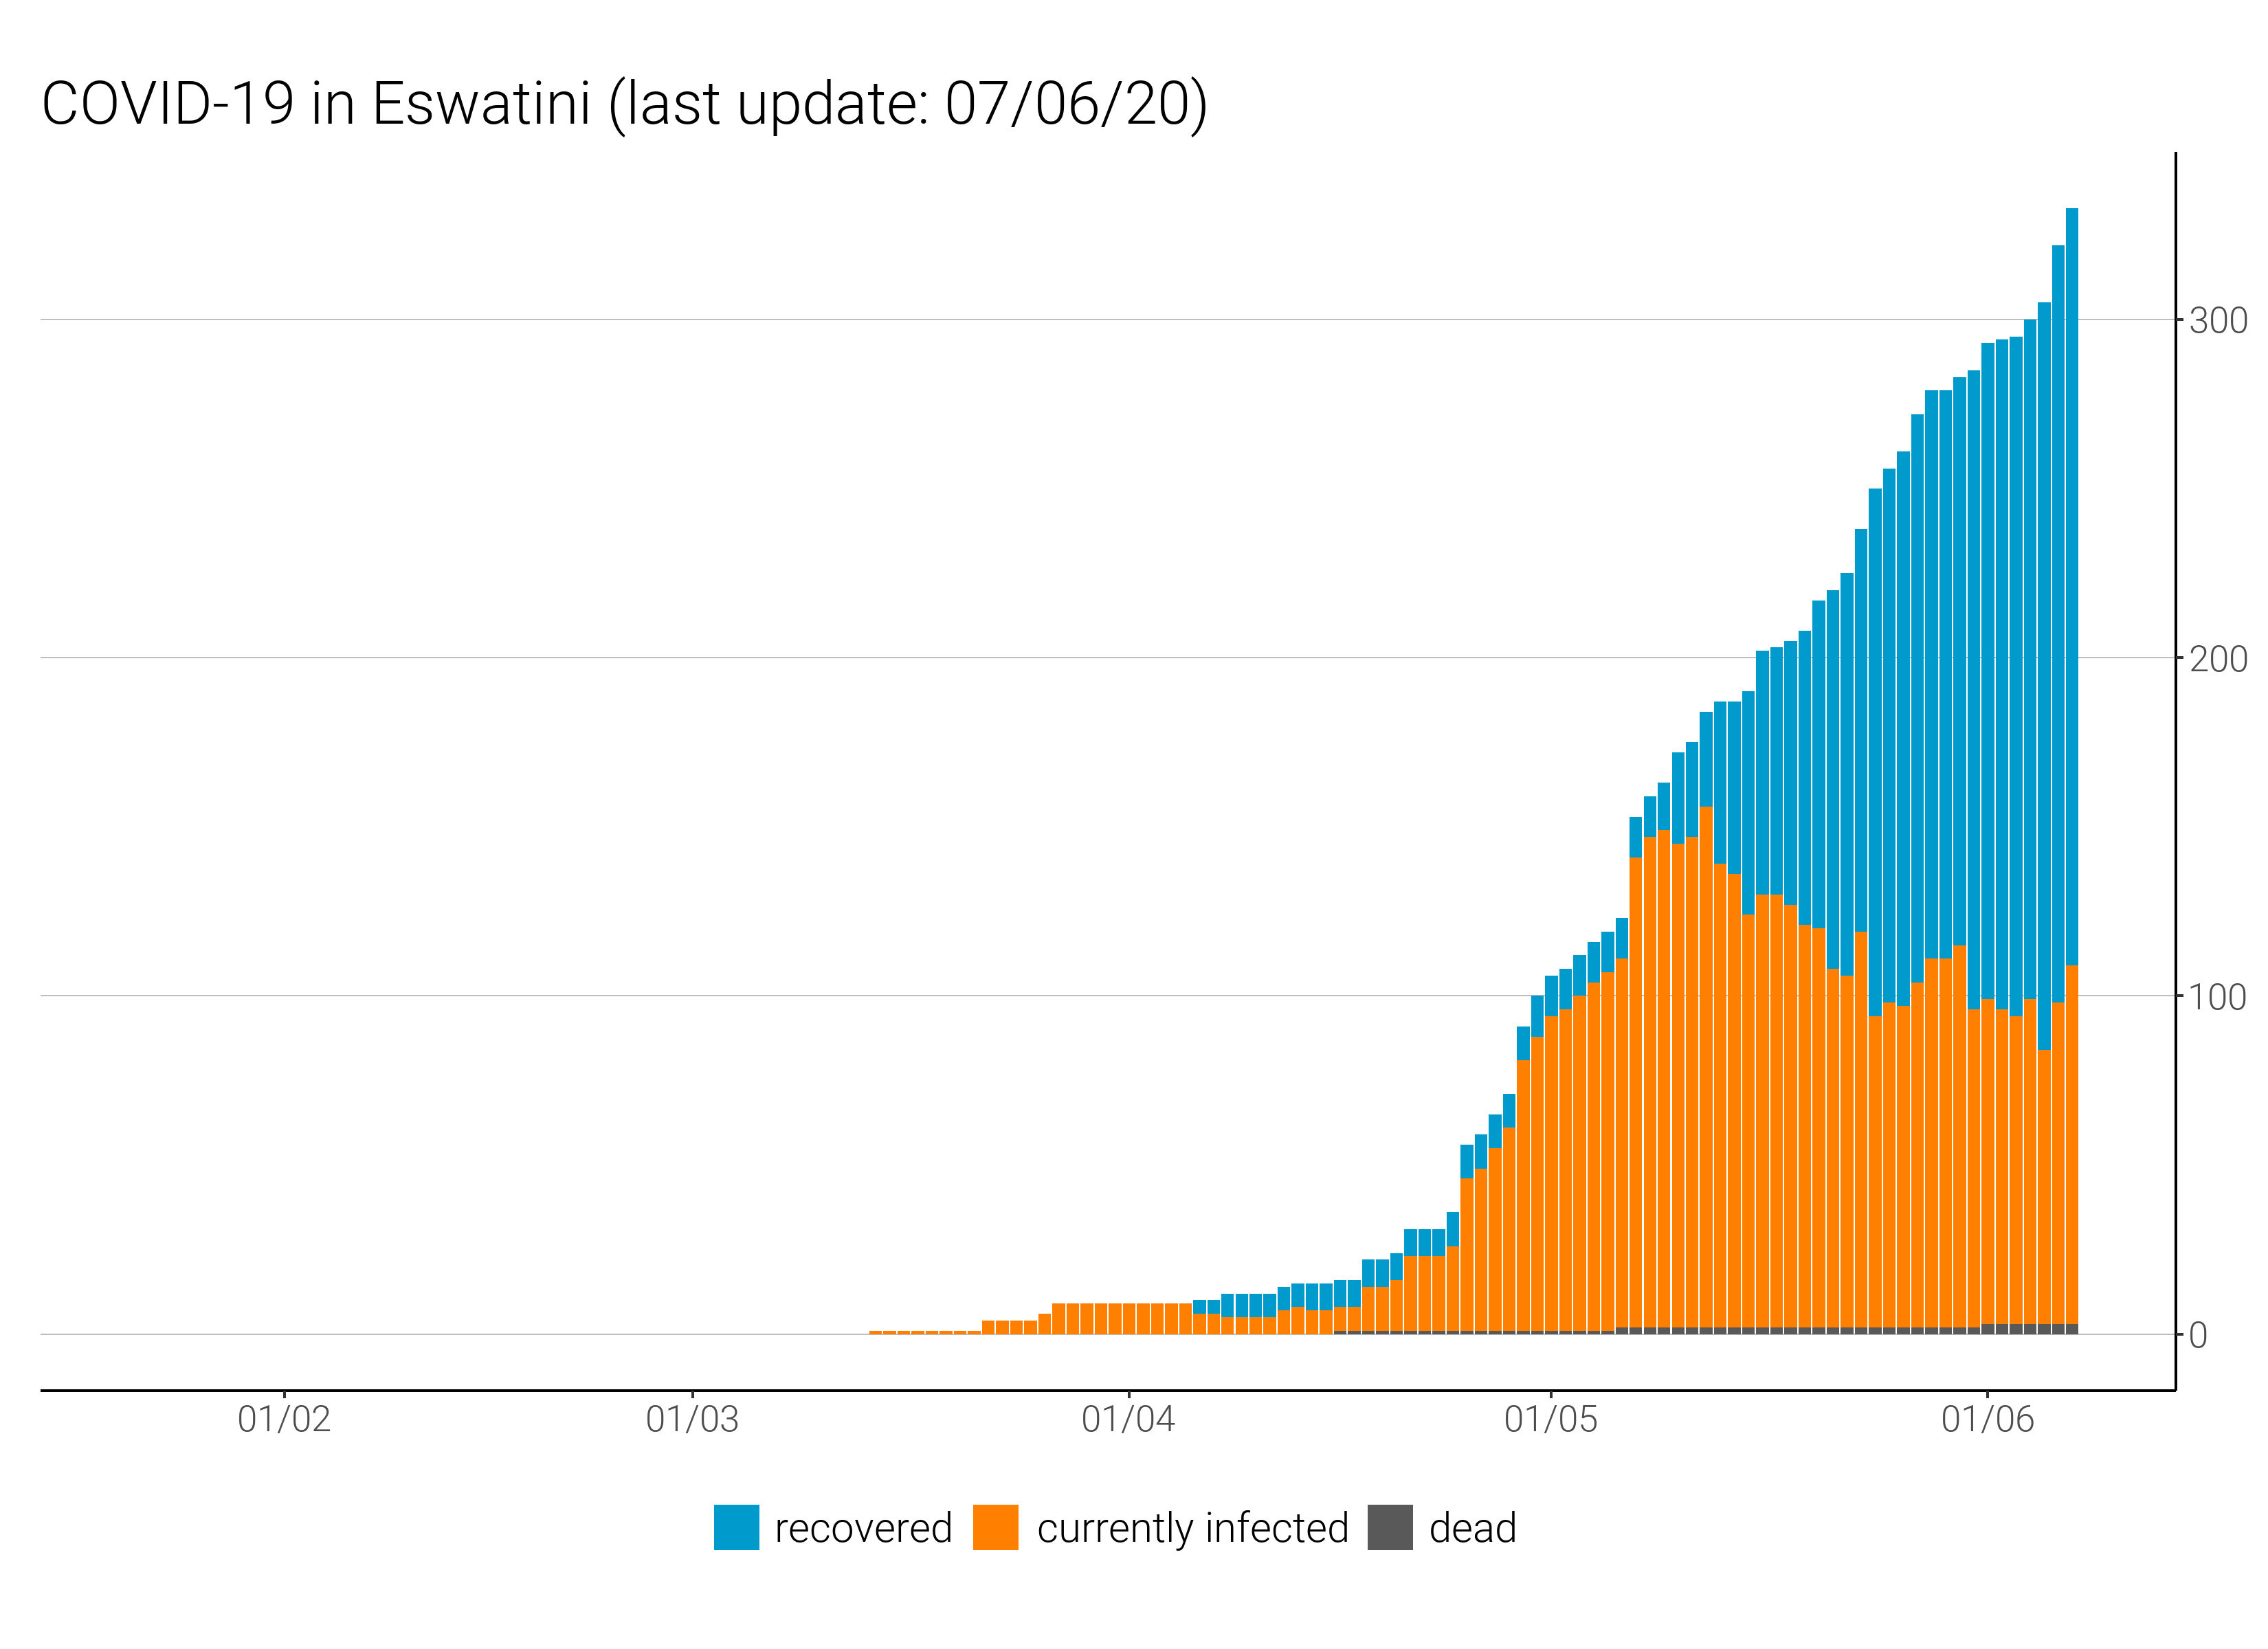 COVID-19 in Eswatini (last update: 07/06/20)
300
200
100
0
01/02 01/03 01/04 01/05 01/06
recovered currently infected dead